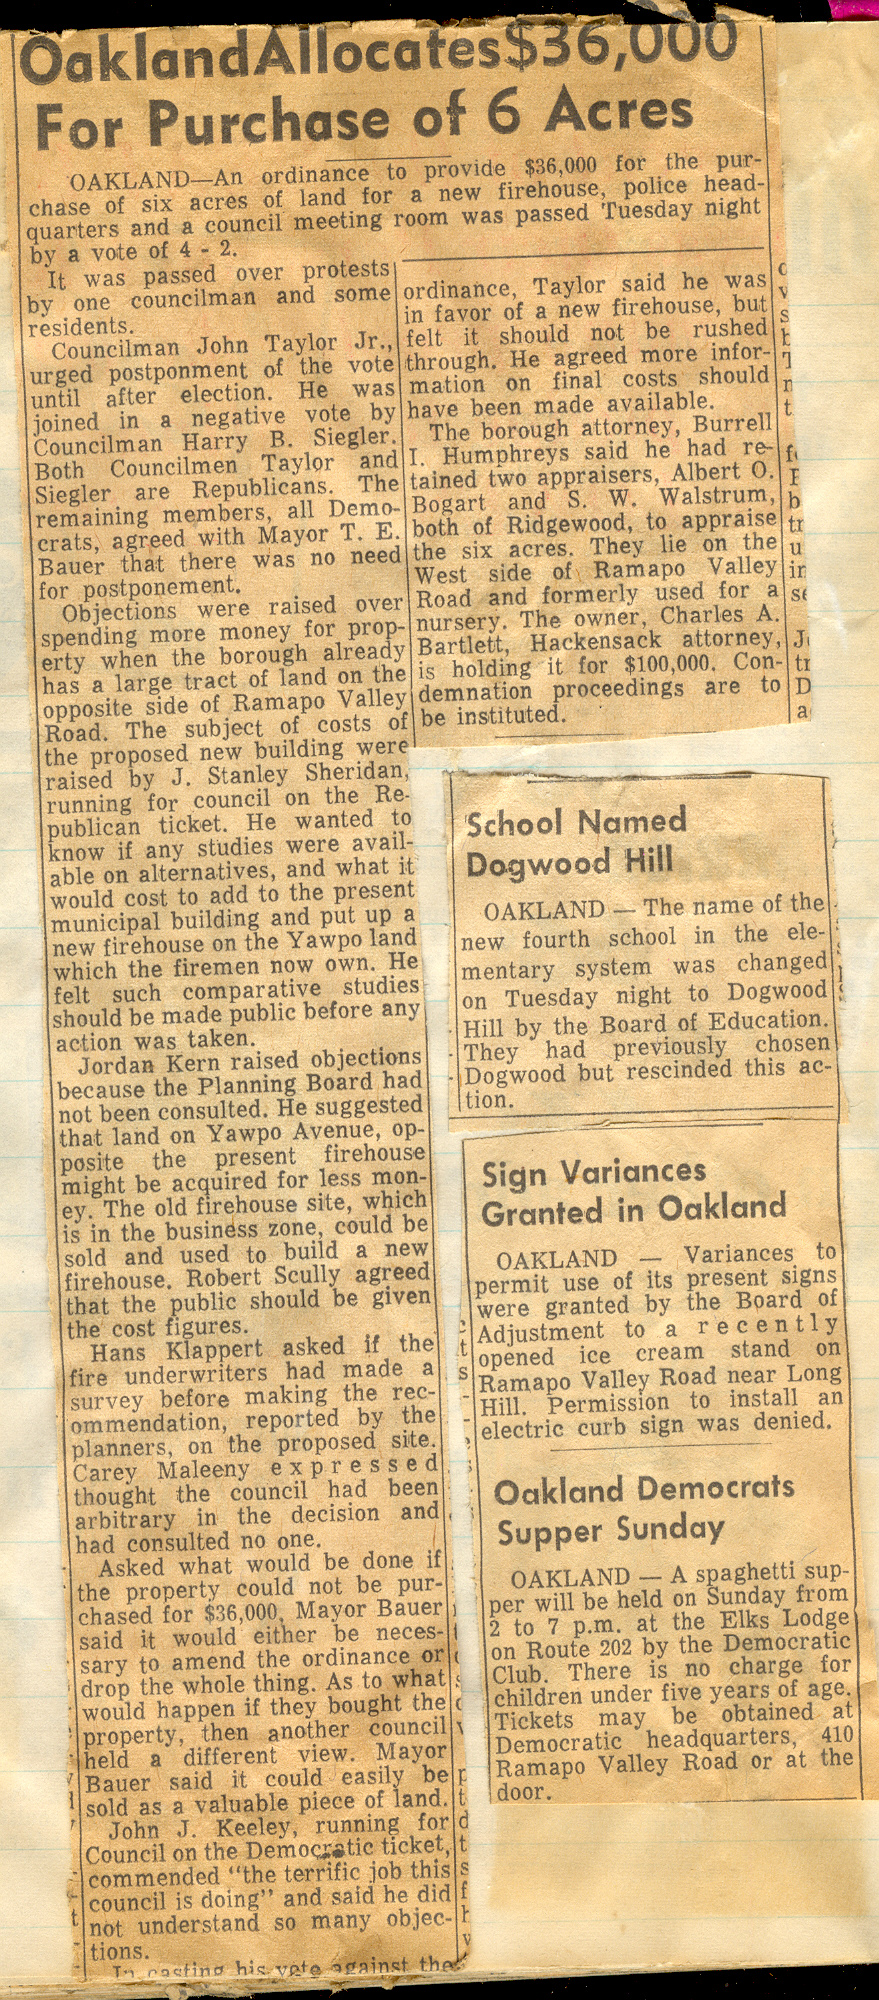 Oakland Allocates $36,000
For Purchase of 6 Acres
OAKLAND—An ordinance to provide $36,000 for the pur-
chase of six acres of land for a new firehouse, police head-
quarters and a council meeting room was passed Tuesday night
by a vote of 4 - 2.
It was passed over protests
by one councilman and some
residents.
Councilman John Taylor Jr.,
urged postponment of the vote
until after election. He was
joined in a negative vote by
Councilman Harry B. Siegler.
Both Councilmen Taylor and
Siegler are Republicans. The
remaining members, all Demo-
crats, agreed with Mayor T. E.
Bauer that there was no need
for postponement.
Objections were raised over
spending more money for prop-
erty when the borough already
has a large tract of land on the
opposite side of Ramapo Valley
Road. The subject of costs of
the proposed new building were
raised by J. Stanley Sheridan,
running for council on the Re-
publican ticket. He wanted to
know if any studies were avail-
able on alternatives, and what it
would cost to add to the present
municipal building and put up a
new firehouse on the Yawpo land
which the firemen now own. He
felt such comparative studies
should be made public before any
action was taken.
Jordan Kern raised objections
because the Planning Board had
not been consulted. He suggested
that land on Yawpo Avenue, op-
posite the present firehouse
might be acquired for less mon-
ey. The old firehouse site, which
is in the business zone, could be
sold and used to build a new
firehouse. Robert Scully agreed
that the public should be given
the cost figures.
Hans Klappert asked if the
fire underwriters had made a
survey before making the rec-
ommendation, reported by the
planners, on the proposed site.
Carey Maleeny expressed
thought the council had been
arbitrary in the decision and
had consulted no one.
Asked what would be done if
the property could not be pur-
chased for $36,000, Mayor Bauer
said it would either be neces-
sary to amend the ordinance or
drop the whole thing. As to what
would happen if they bought the
property, then another council
held a different view. Mayor
Bauer said it could easily be
sold as a valuable piece of land.
John J. Keeley, running for
Council on the Democratic ticket,
commended "the terrific job this
council is doing" and said he did
not understand so many objec-
tions.
In casting his vote against the
ordinance, Taylor said he was
in favor of a new firehouse, but
felt it should not be rushed
through. He agreed more infor-
mation on final costs should
have been made available.
The borough attorney, Burrell
I. Humphreys said he had re-
tained two appraisers, Albert O.
Bogart and S. W. Walstrum,
both of Ridgewood, to appraise
the six acres. They lie on the
West side of Ramapo Valley
Road and formerly used for a
nursery. The owner, Charles A.
Bartlett, Hackensack attorney,
is holding it for $100,000. Con-
demnation proceedings are to
be instituted.
School Named
Dogwood Hill
OAKLAND — The name of the
new fourth school in the ele-
mentary system was changed
on Tuesday night to Dogwood
Hill by the Board of Education.
They had previously chosen
Dogwood but rescinded this ac-
tion.
Sign Variances
Granted in Oakland
OAKLAND — Variances to
permit use of its present signs
were granted by the Board of
Adjustment to a recently
opened ice cream stand on
Ramapo Valley Road near Long
Hill. Permission to install an
electric curb sign was denied.
Oakland Democrats
Supper Sunday
OAKLAND — A spaghetti sup-
per will be held on Sunday from
2 to 7 p.m. at the Elks Lodge
on Route 202 by the Democratic
Club. There is no charge for
children under five years of age.
Tickets may be obtained at
Democratic headquarters, 410
Ramapo Valley Road or at the
door.